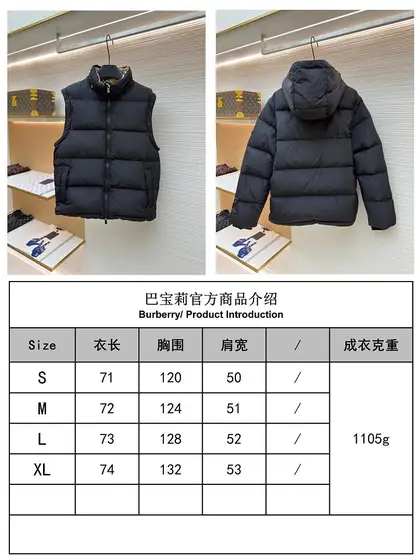 巴宝莉官方商品介绍
Burberry/ Product Introduction
Size 衣长 胸围 肩宽 / 成衣克重
S 71 120 50 /
M 72 124 51 /
L 73 128 52 / 1105g
XL 74 132 53 /